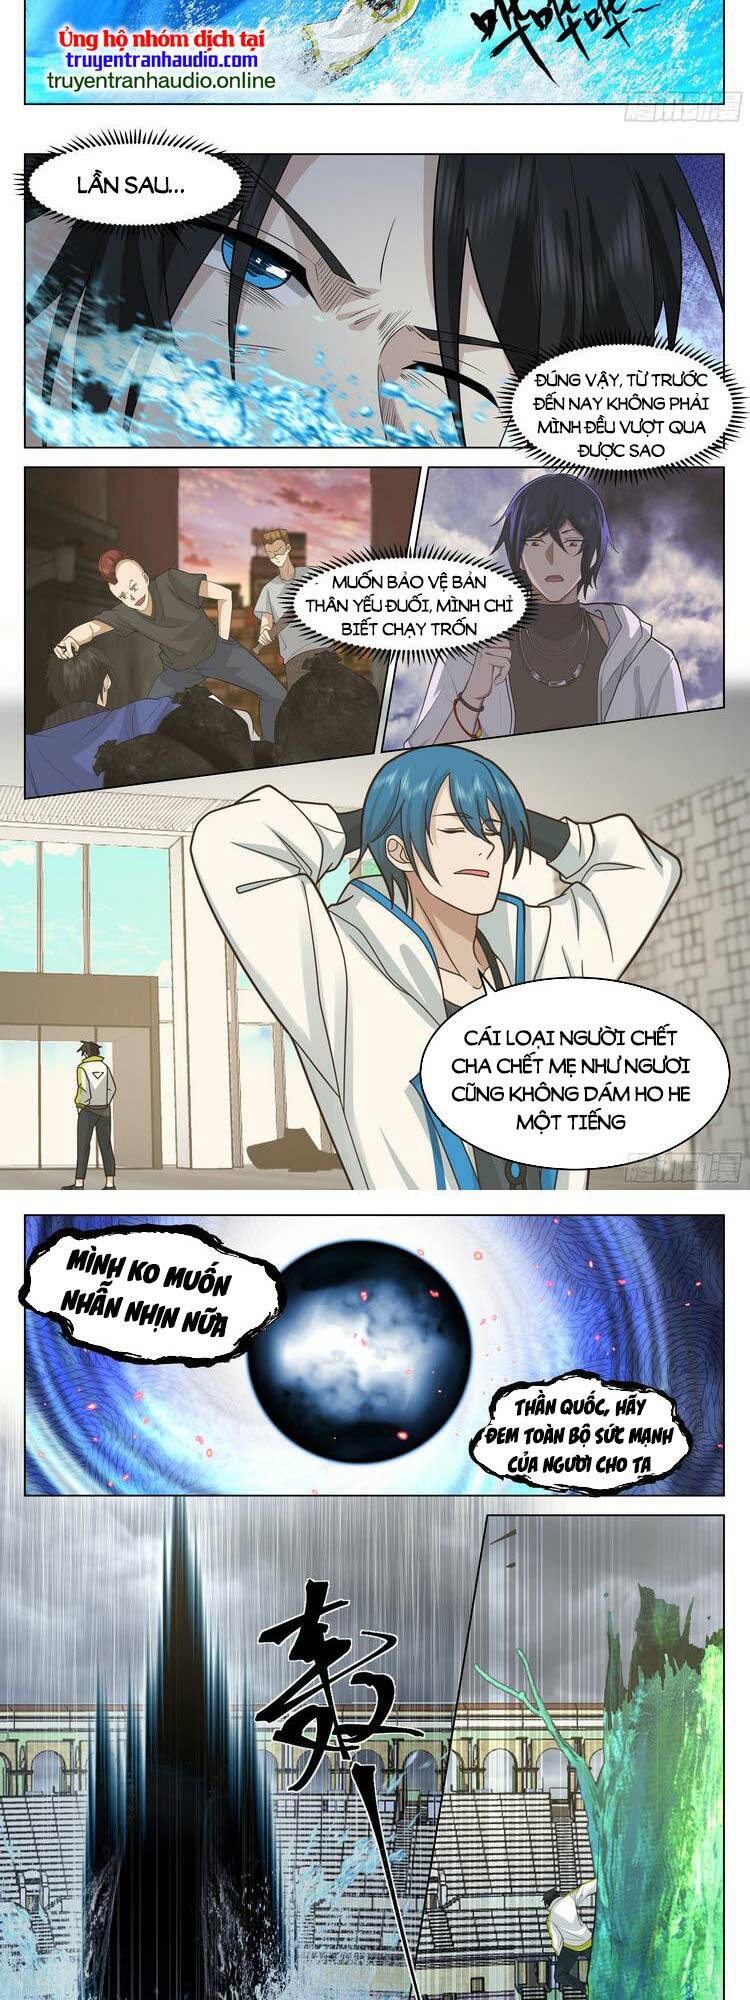 哗哗哗~
Ủng hộ nhóm dịch tại
truyentranhaudio.com
truyentranhaudio.online
LẦN SAU...
ĐÚNG VẬY, TỪ TRƯỚC
ĐẾN NAY KHÔNG PHẢI
MÌNH ĐỀU VƯỢT QUA
ĐƯỢC SAO
MUỐN BẢO VỆ BẢN
THÂN YẾU ĐUỐI, MÌNH CHỈ
BIẾT CHẠY TRỐN
CÁI LOẠI NGƯỜI CHẾT
CHA CHẾT MẸ NHƯ NGƯƠI
CŨNG KHÔNG DÁM HO HE
MỘT TIẾNG
MÌNH KO MUỐN
NHẪN NHỊN NỮA
THẦN QUỐC, HÃY
ĐEM TOÀN BỘ SỨC MẠNH
CỦA NGƯƠI CHO TA